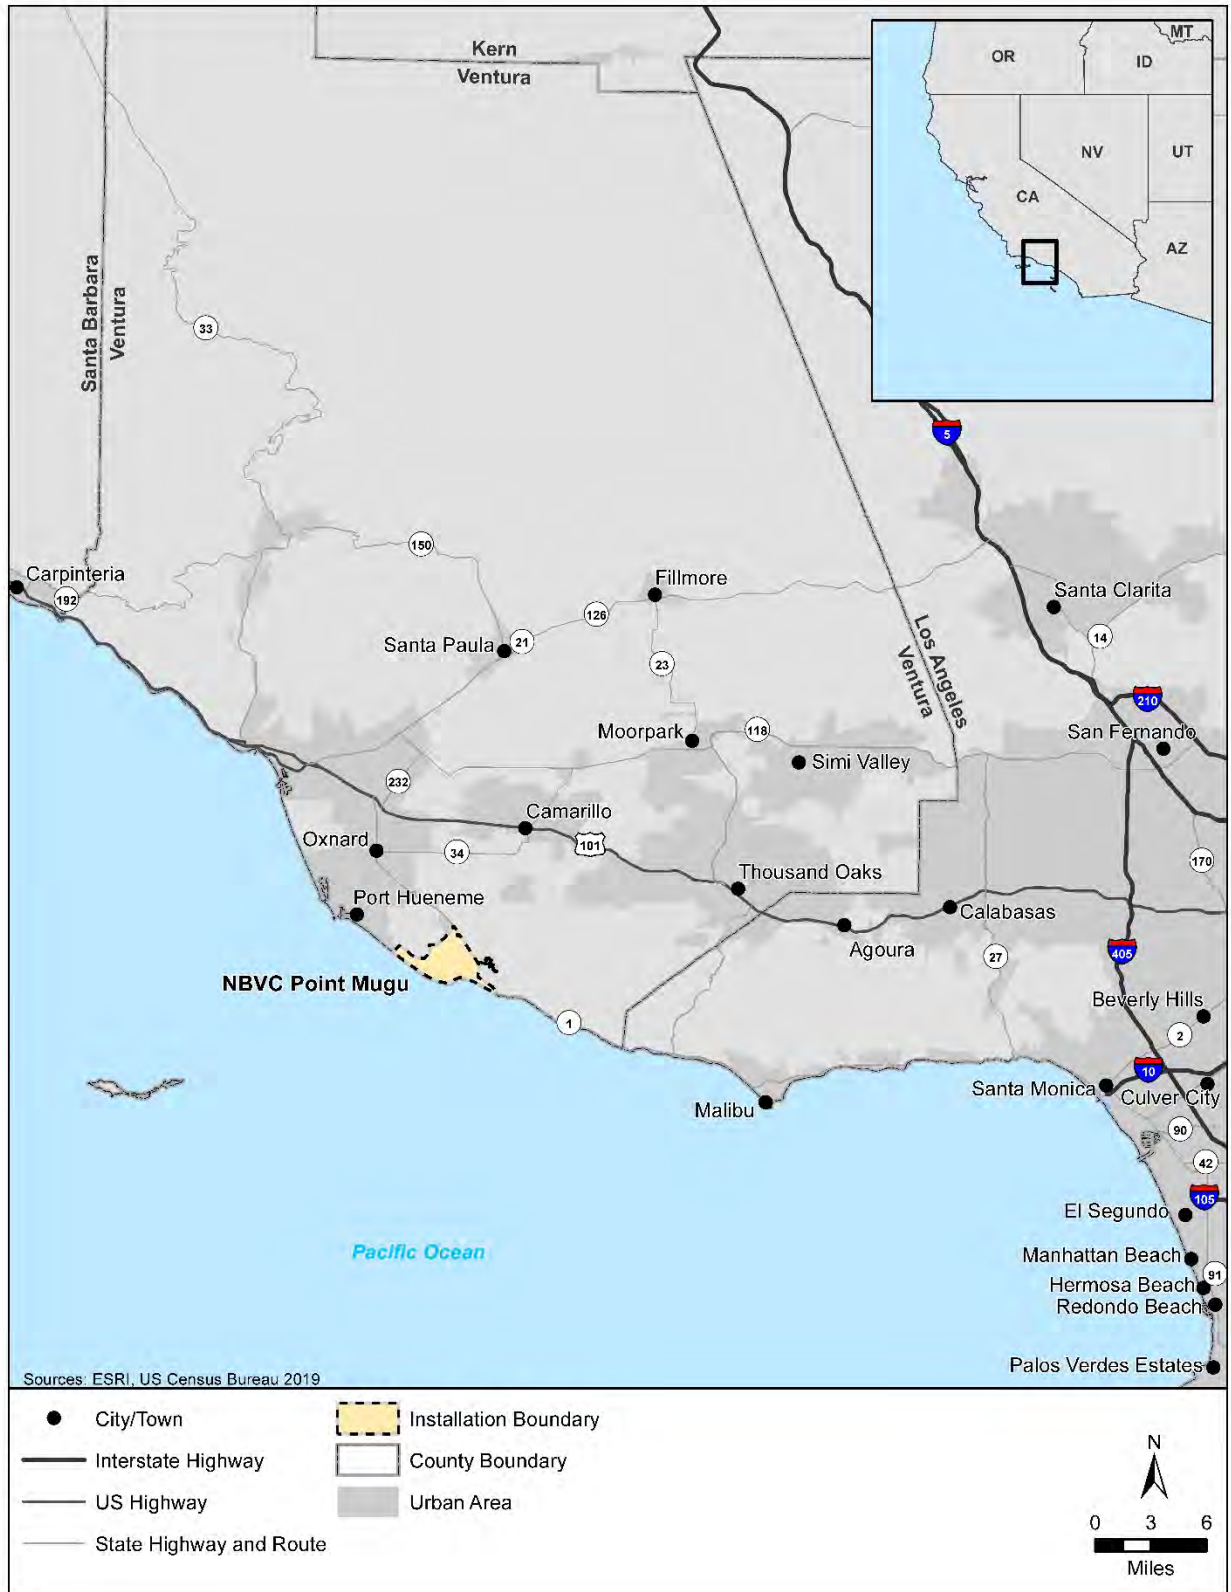 Kern
Ventura
MT
OR
ID
NV
UT
CA
AZ
Santa Barbara
Ventura
33
5
150
Carpinteria
192
Fillmore
126
Santa Clarita
Santa Paula
21
14
23
Los Angeles
Ventura
210
Moorpark
118
San Fernando
Simi Valley
232
Camarillo
Oxnard
34
101
170
Thousand Oaks
Port Hueneme
Calabasas
Agoura
27
405
NBVC Point Mugu
Beverly Hills
1
2
10
Santa Monica
Culver City
Malibu
90
42
105
El Segundo
Pacific Ocean
Manhattan Beach
91
Hermosa Beach
Redondo Beach
Palos Verdes Estates
Sources: ESRI, US Census Bureau 2019
City/Town
Interstate Highway
US Highway
State Highway and Route
Installation Boundary
County Boundary
Urban Area
N
0 3 6
Miles